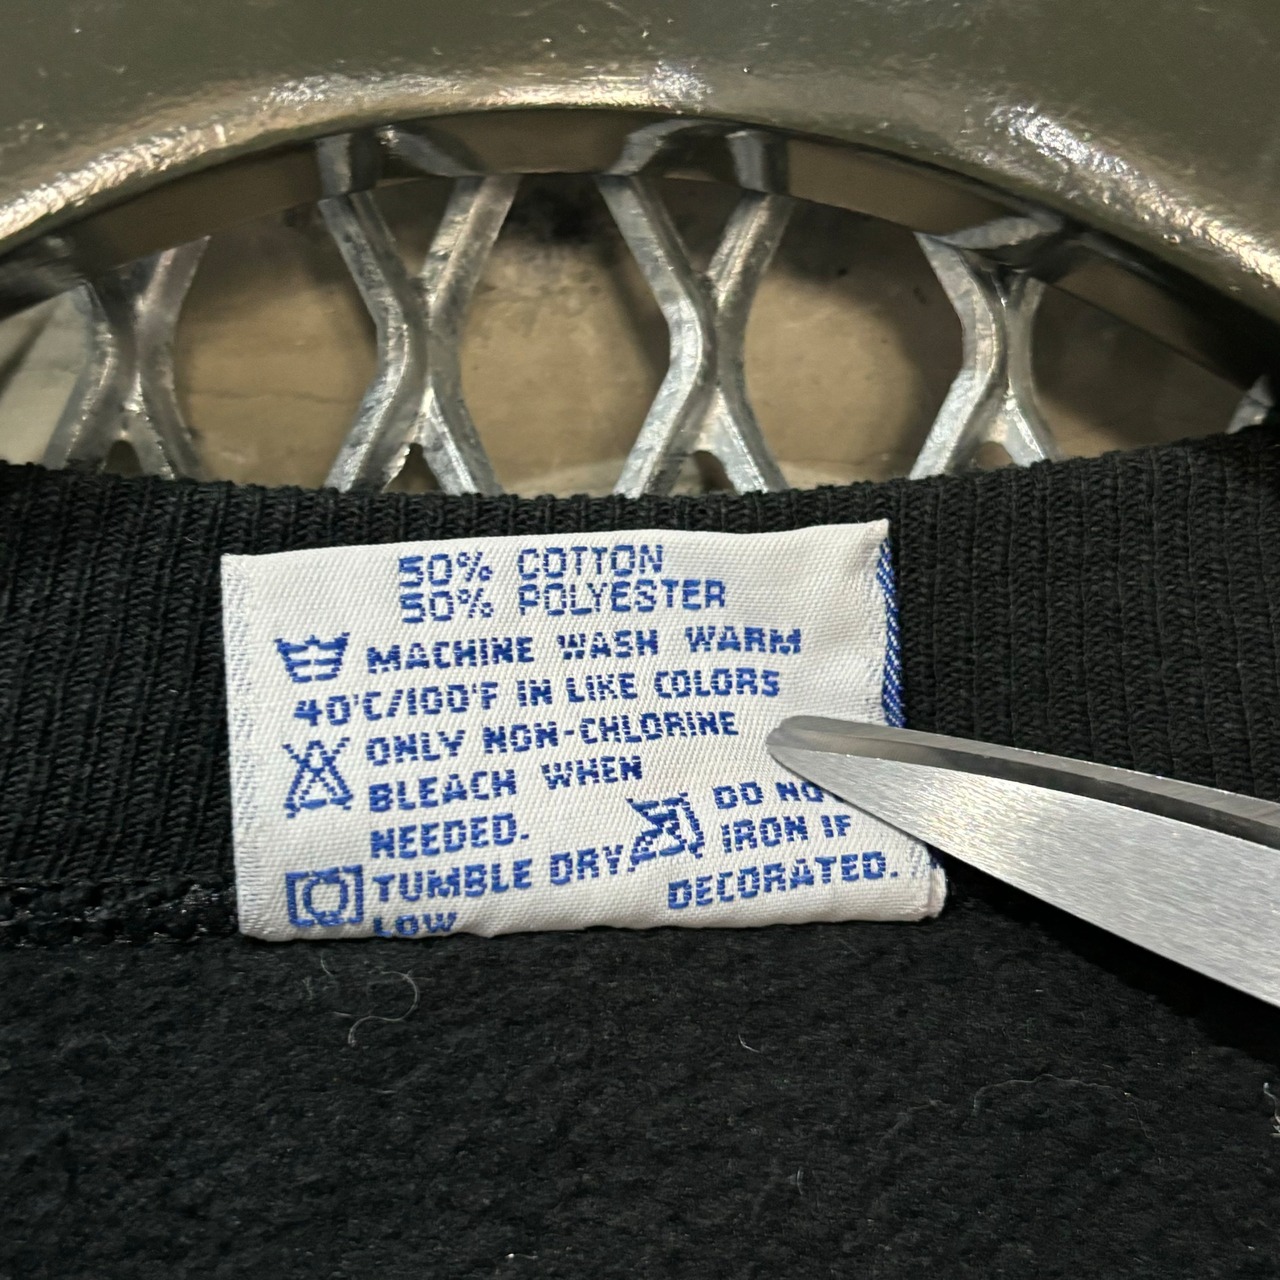 50% COTTON
50% POLYESTER
MACHINE WASH WARM
40°C/100°F IN LIKE COLORS
ONLY NON-CHLORINE
BLEACH WHEN
NEEDED.
TUMBLE DRY
LOW
DO NO
IRON IF
DECORATED.